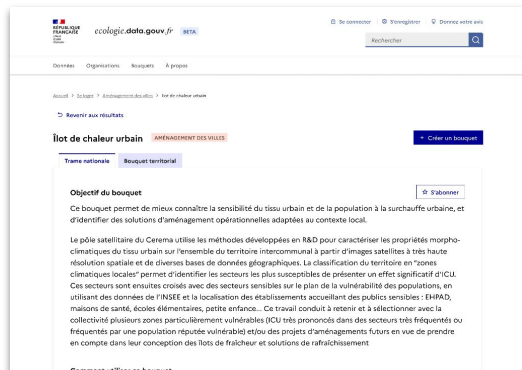 Se connecter S'enregistrer Donnez votre avis
RÉPUBLIQUE
FRANÇAISE
ecologie.data.gouv.fr BETA
Rechercher
Données Organisations Bouquets À propos
Accueil > Se loger > Aménagement des villes > Ilot de chaleur urbain
Revenir aux résultats
Îlot de chaleur urbain AMÉNAGEMENT DES VILLES + Créer un bouquet
Trame nationale Bouquet territorial
Objectif du bouquet S'abonner
Ce bouquet permet de mieux connaître la sensibilité du tissu urbain et de la population à la surchauffe urbaine, et
d'identifier des solutions d'aménagement opérationnelles adaptées au contexte local.
Le pôle satellitaire du Cerema utilise les méthodes développées en R&D pour caractériser les propriétés morpho-
climatiques du tissu urbain sur l'ensemble du territoire intercommunal à partir d'images satellites à très haute
résolution spatiale et de diverses bases de données géographiques. La classification du territoire en "zones
climatiques locales" permet d'identifier les secteurs les plus susceptibles de présenter un effet significatif d'ICU.
Ces secteurs sont ensuites croisés avec des secteurs sensibles sur le plan de la vulnérabilité des populations, en
utilisant des données de l'INSEE et la localisation des établissements accueillant des publics sensibles : EHPAD,
maisons de santé, écoles élémentaires, petite enfance... Ce travail conduit à retenir et à sélectionner avec la
collectivité plusieurs zones particulièrement vulnérables (ICU très prononcés dans des secteurs très fréquentés ou
fréquentés par une population réputée vulnérable) et/ou des projets d'aménagements futurs en vue de prendre
en compte dans leur conception des îlots de fraîcheur et solutions de rafraîchissement